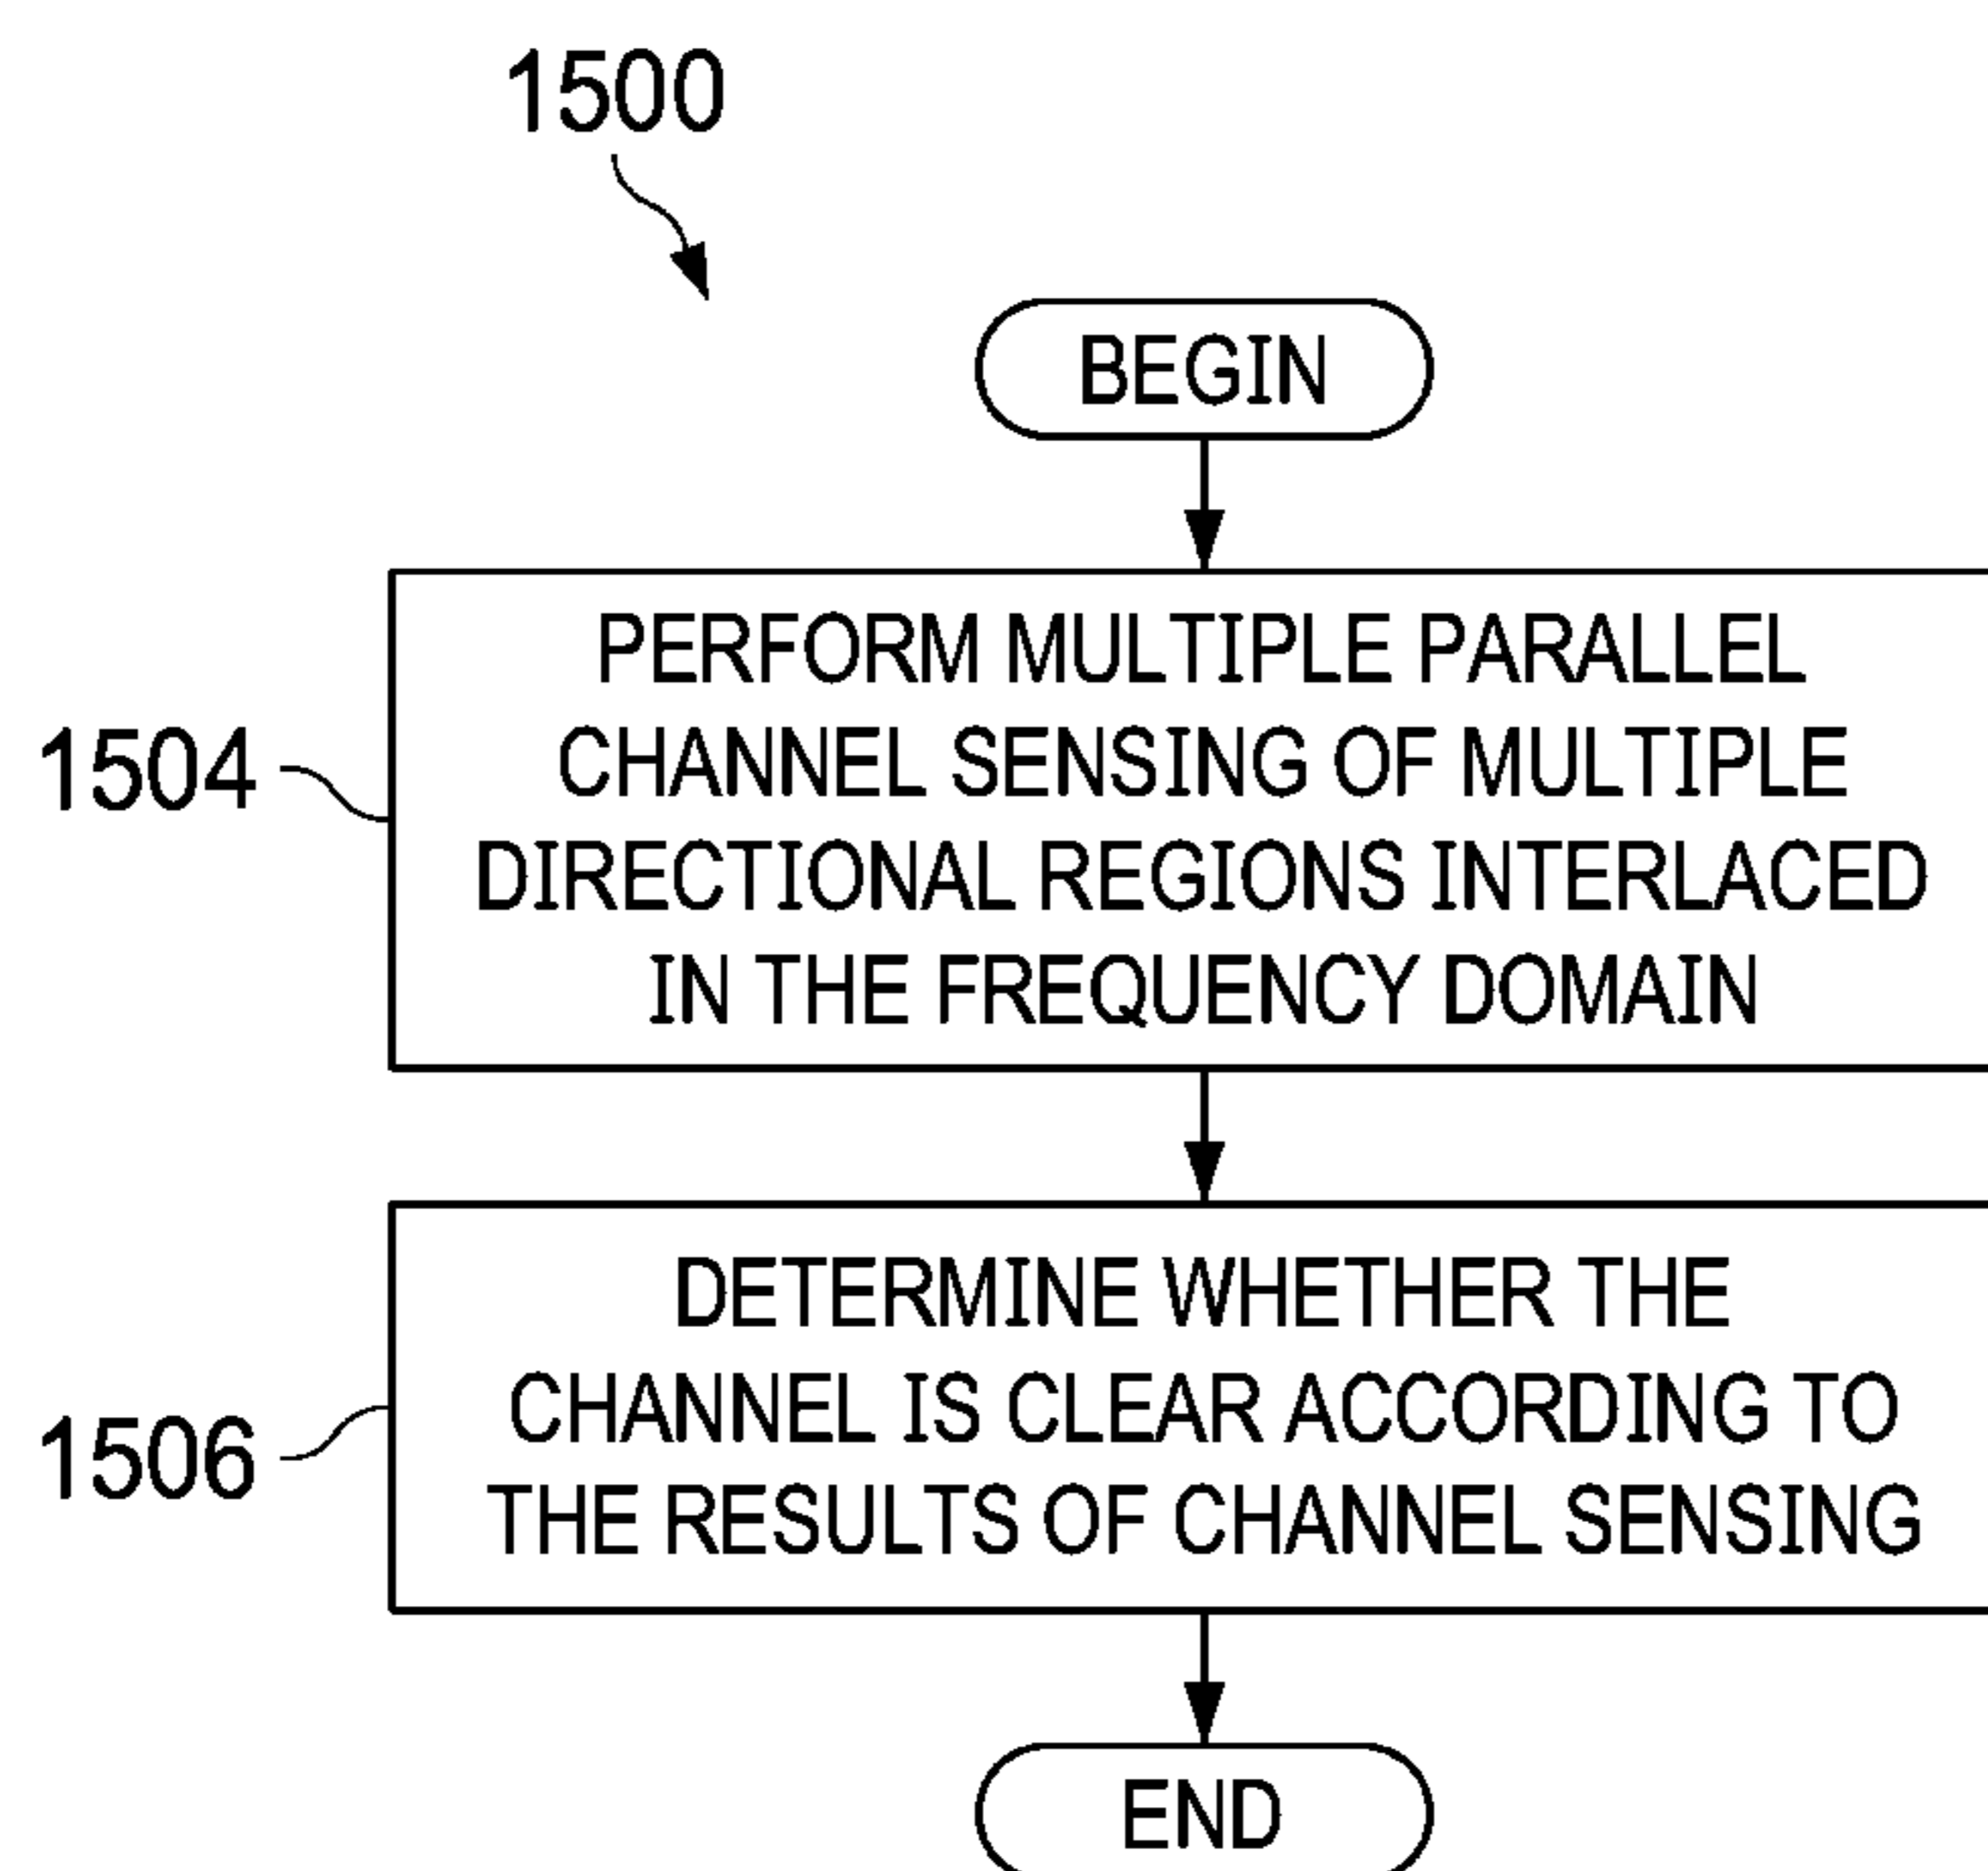 1500
BEGIN
1504
PERFORM MULTIPLE PARALLEL
CHANNEL SENSING OF MULTIPLE
DIRECTIONAL REGIONS INTERLACED
IN THE FREQUENCY DOMAIN
1506
DETERMINE WHETHER THE
CHANNEL IS CLEAR ACCORDING TO
THE RESULTS OF CHANNEL SENSING
END